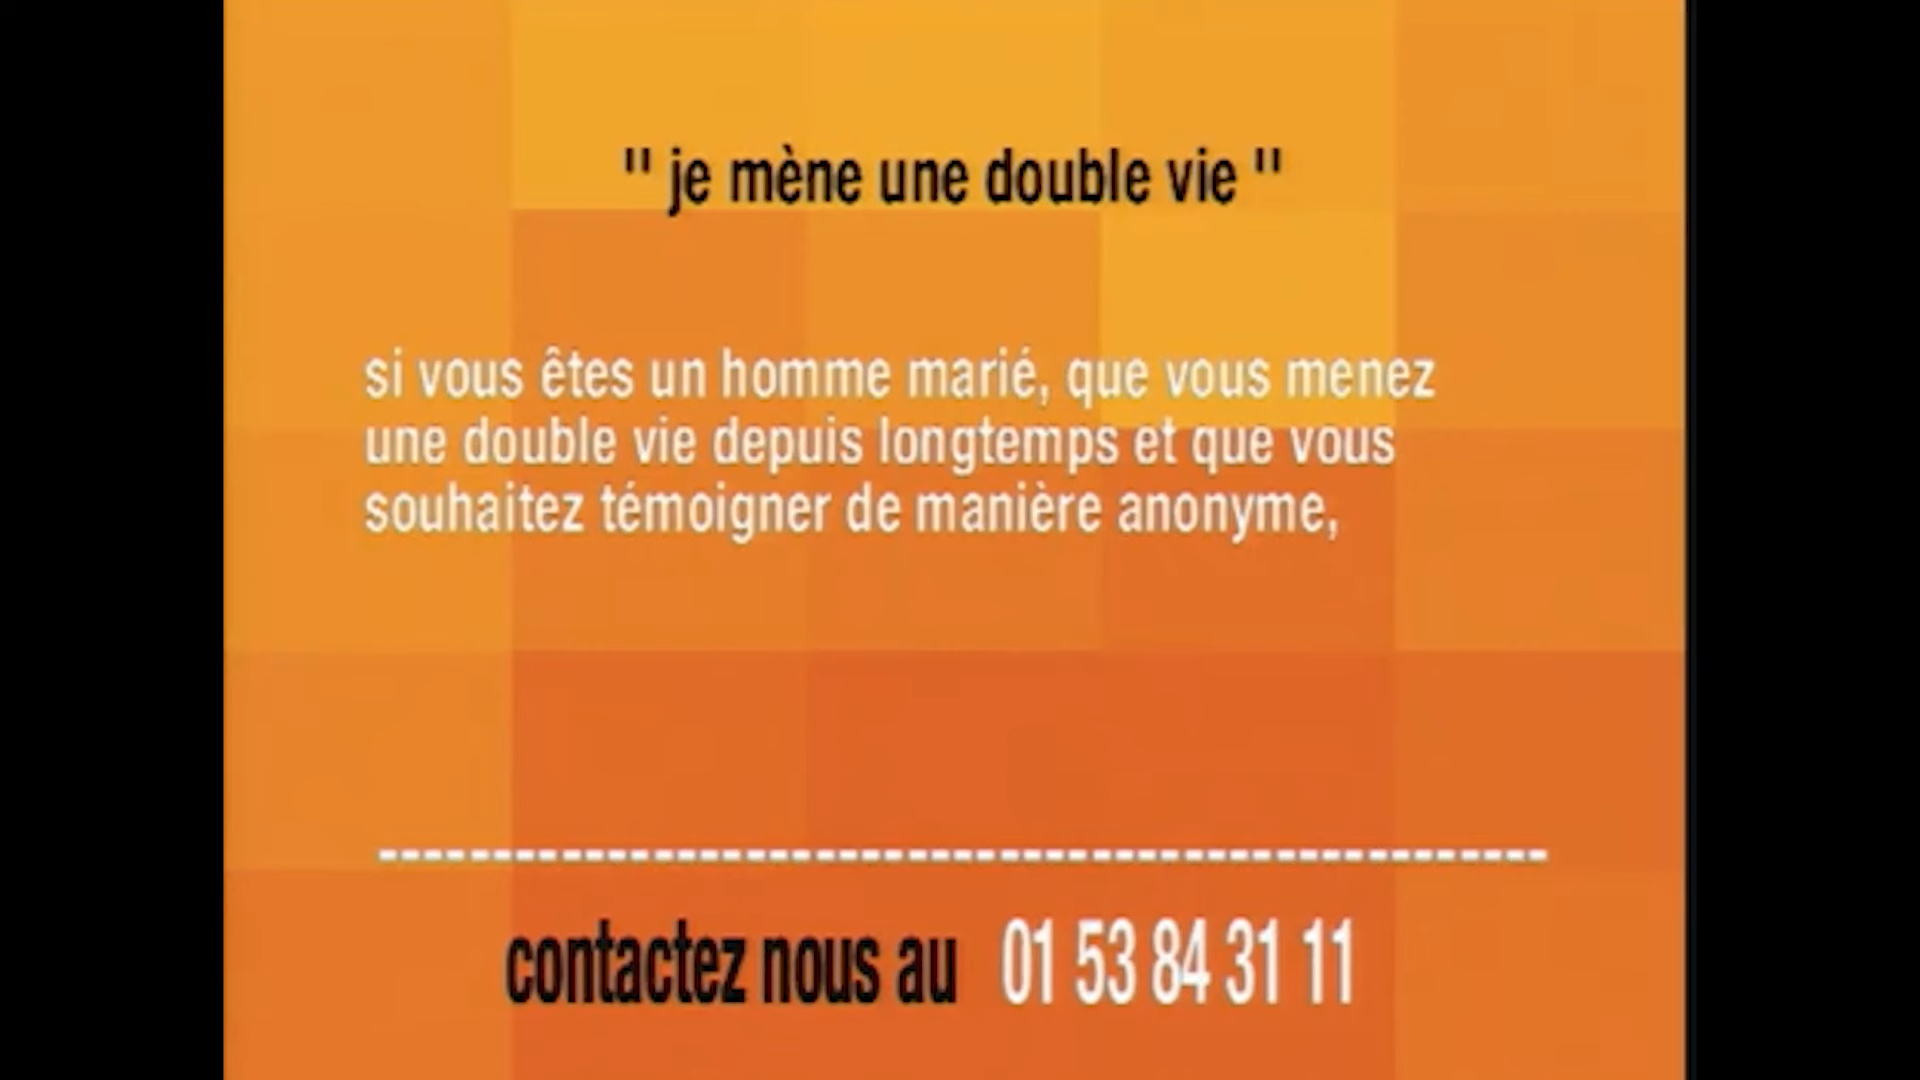 " je mène une double vie "
si vous êtes un homme marié, que vous menez
une double vie depuis longtemps et que vous
souhaitez témoigner de manière anonyme,
contactez nous au 01 53 84 31 11